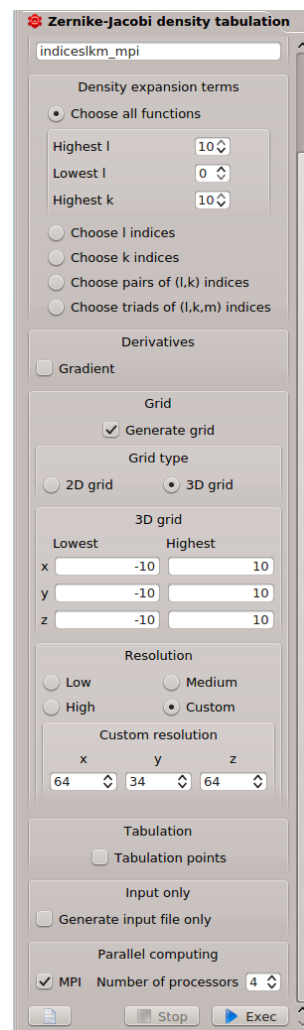 Zernike-Jacobi density tabulation
indiceslkm_mpi
Density expansion terms
Choose all functions
Highest l 10
Lowest l 0
Highest k 10
Choose l indices
Choose k indices
Choose pairs of (l,k) indices
Choose triads of (l,k,m) indices
Derivatives
Gradient
Grid
Generate grid
Grid type
2D grid 3D grid
3D grid
Lowest Highest
x -10 10
y -10 10
z -10 10
Resolution
Low Medium
High Custom
Custom resolution
x y z
64 34 64
Tabulation
Tabulation points
Input only
Generate input file only
Parallel computing
MPI Number of processors 4
Stop Exec